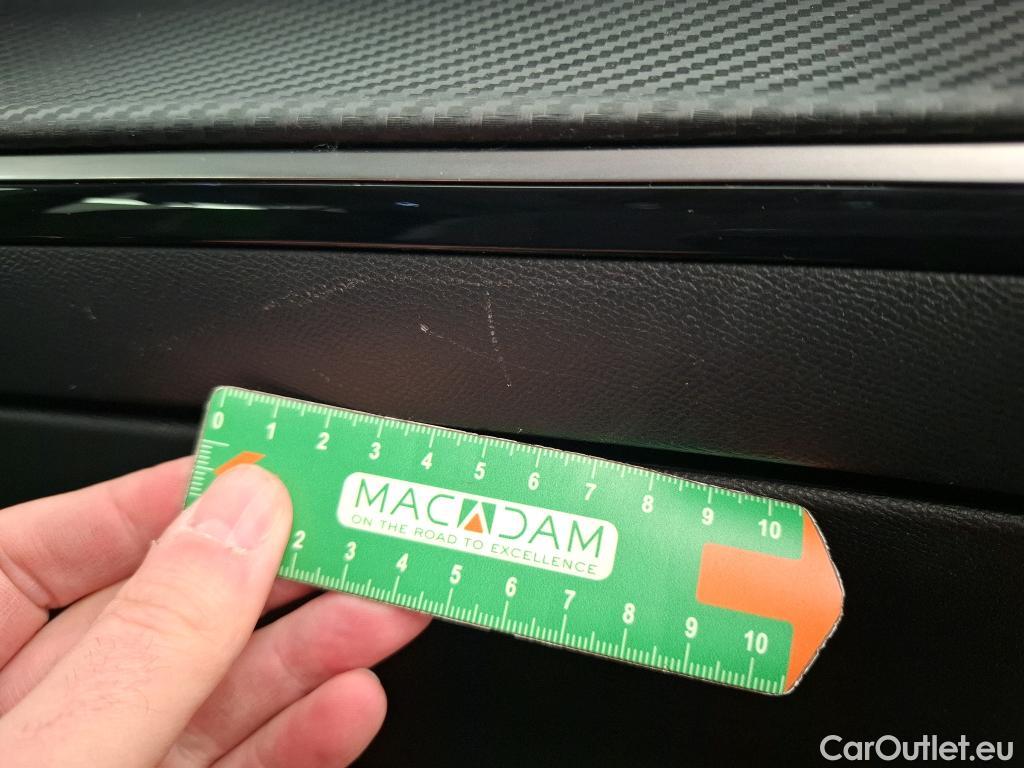 0 1 2 3 4 5 6 7 8 9 10
MACADAM
ON THE ROAD TO EXCELLENCE
2 3 4 5 6 7 8 9 10
CarOutlet.eu